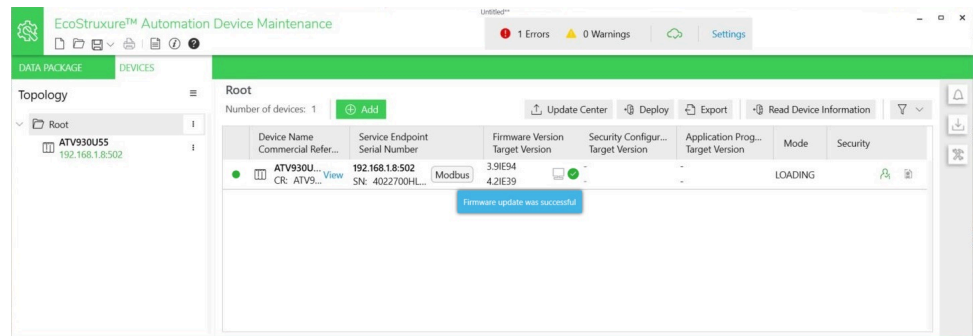 Untitled**
EcoStruxure™ Automation Device Maintenance
1 Errors 0 Warnings Settings
DATA PACKAGE DEVICES
Topology
Root
ATV930U55
192.168.1.8:502
Root
Number of devices: 1 Add Update Center Deploy Export Read Device Information
Device Name Service Endpoint Firmware Version Security Configur... Application Prog... Mode Security
Commercial Refer... Serial Number Target Version Target Version Target Version
ATV930U... View 192.168.1.8:502 Modbus 3.9IE94 - - LOADING
CR: ATV9... SN: 4022700HL... 4.2IE39 -
Firmware update was successful